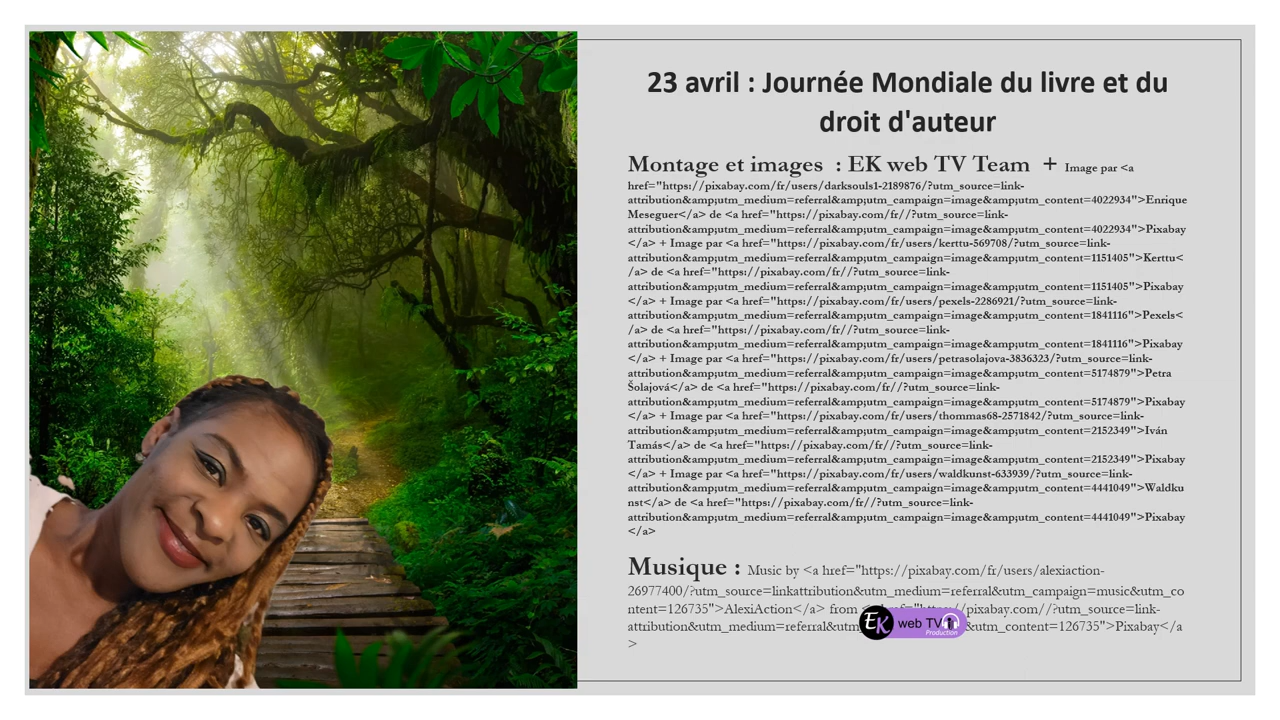 23 avril : Journée Mondiale du livre et du
droit d'auteur
Montage et images : EK web TV Team + Image par <a
href="https://pixabay.com/fr/users/darksouls1-2189876/?utm_source=link-
attribution&amp;utm_medium=referral&amp;utm_campaign=image&amp;utm_content=4022934">Enrique
Meseguer</a> de <a href="https://pixabay.com/fr//?utm_source=link-
attribution&amp;utm_medium=referral&amp;utm_campaign=image&amp;utm_content=4022934">Pixabay
</a> + Image par <a href="https://pixabay.com/fr/users/kerttu-569708/?utm_source=link-
attribution&amp;utm_medium=referral&amp;utm_campaign=image&amp;utm_content=1151405">Kerttu<
/a> de <a href="https://pixabay.com/fr//?utm_source=link-
attribution&amp;utm_medium=referral&amp;utm_campaign=image&amp;utm_content=1151405">Pixabay
</a> + Image par <a href="https://pixabay.com/fr/users/pexels-2286921/?utm_source=link-
attribution&amp;utm_medium=referral&amp;utm_campaign=image&amp;utm_content=1841116">Pexels<
/a> de <a href="https://pixabay.com/fr//?utm_source=link-
attribution&amp;utm_medium=referral&amp;utm_campaign=image&amp;utm_content=1841116">Pixabay
</a> + Image par <a href="https://pixabay.com/fr/users/petrasolajova-3836323/?utm_source=link-
attribution&amp;utm_medium=referral&amp;utm_campaign=image&amp;utm_content=5174879">Petra
Šolajová</a> de <a href="https://pixabay.com/fr//?utm_source=link-
attribution&amp;utm_medium=referral&amp;utm_campaign=image&amp;utm_content=5174879">Pixabay
</a> + Image par <a href="https://pixabay.com/fr/users/thommas68-2571842/?utm_source=link-
attribution&amp;utm_medium=referral&amp;utm_campaign=image&amp;utm_content=2152349">Iván
Tamás</a> de <a href="https://pixabay.com/fr//?utm_source=link-
attribution&amp;utm_medium=referral&amp;utm_campaign=image&amp;utm_content=2152349">Pixabay
</a> + Image par <a href="https://pixabay.com/fr/users/waldkunst-633939/?utm_source=link-
attribution&amp;utm_medium=referral&amp;utm_campaign=image&amp;utm_content=4441049">Waldku
nst</a> de <a href="https://pixabay.com/fr//?utm_source=link-
attribution&amp;utm_medium=referral&amp;utm_campaign=image&amp;utm_content=4441049">Pixabay
</a>
Musique : Music by <a href="https://pixabay.com/fr/users/alexiaction-
26977400/?utm_source=linkattribution&utm_medium=referral&utm_campaign=music&utm_co
ntent=126735">AlexiAction</a> from //pixabay.com//?utm_source=link-
attribution&utm_medium=referral&utm &utm_content=126735">Pixabay</a
>
EK web TV
Production